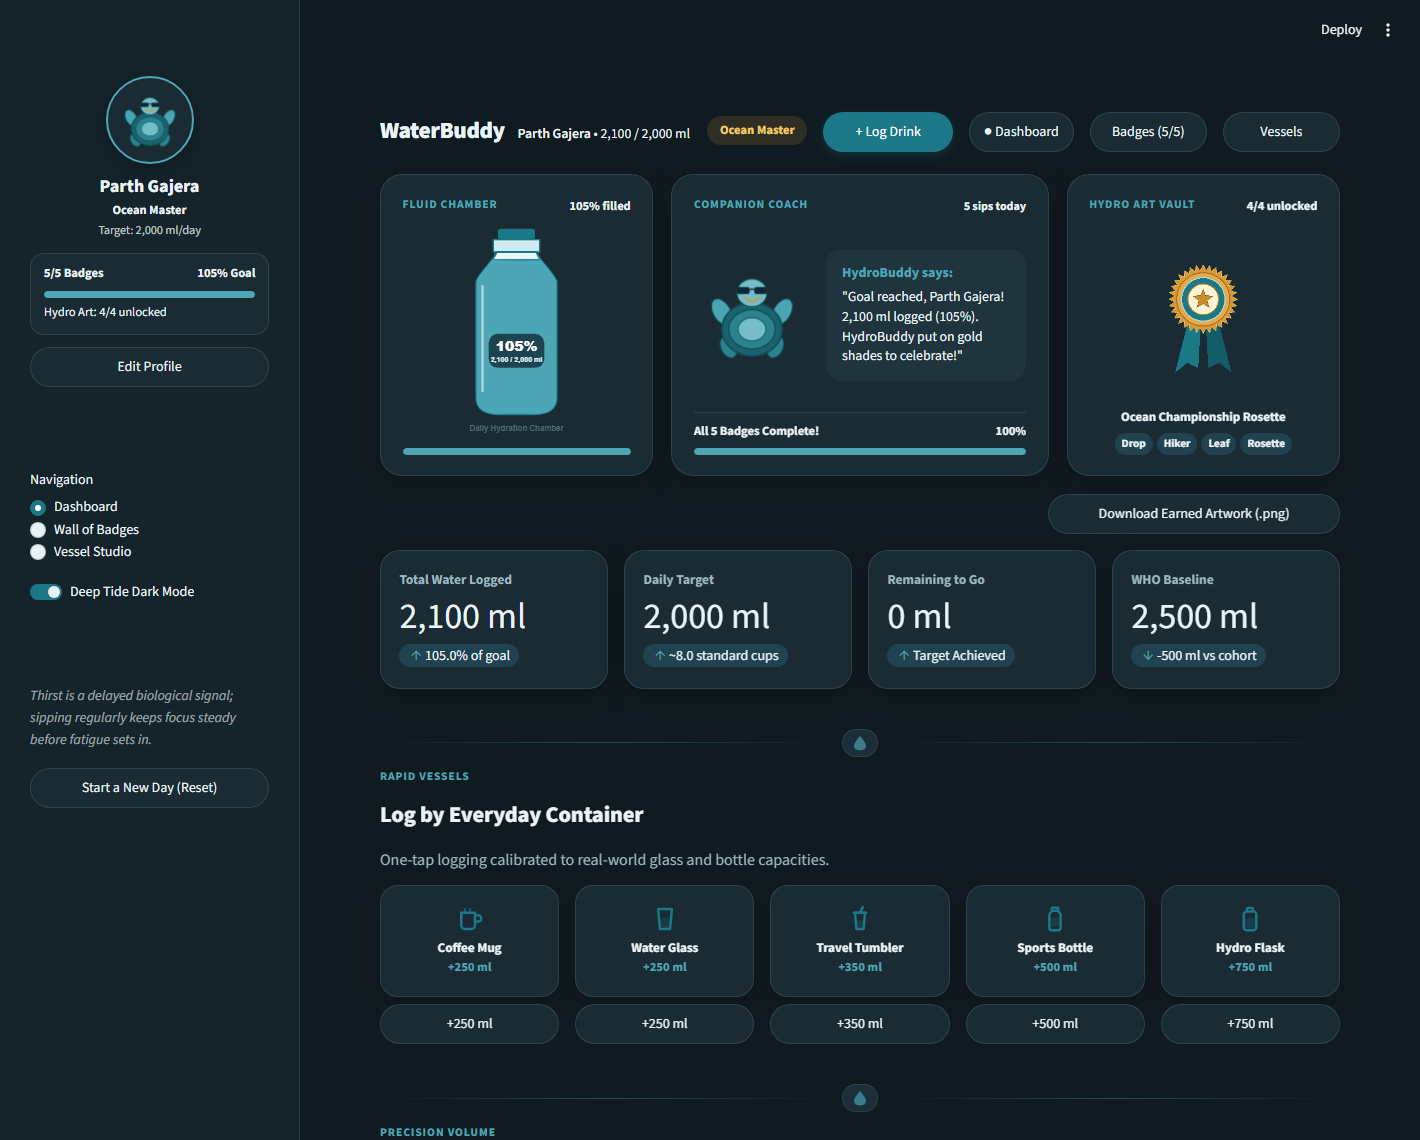 Deploy
Parth Gajera
Ocean Master
Target: 2,000 ml/day
5/5 Badges 105% Goal
Hydro Art: 4/4 unlocked
Edit Profile
Navigation
Dashboard
Wall of Badges
Vessel Studio
Deep Tide Dark Mode
Thirst is a delayed biological signal;
sipping regularly keeps focus steady
before fatigue sets in.
Start a New Day (Reset)
WaterBuddy Parth Gajera • 2,100 / 2,000 ml Ocean Master + Log Drink ● Dashboard Badges (5/5) Vessels
FLUID CHAMBER 105% filled
105%
2,100 / 2,000 ml
Daily Hydration Chamber
COMPANION COACH 5 sips today
HydroBuddy says:
"Goal reached, Parth Gajera!
2,100 ml logged (105%).
HydroBuddy put on gold
shades to celebrate!"
All 5 Badges Complete! 100%
HYDRO ART VAULT 4/4 unlocked
Ocean Championship Rosette
Drop Hiker Leaf Rosette
Download Earned Artwork (.png)
Total Water Logged
2,100 ml
↑ 105.0% of goal
Daily Target
2,000 ml
↑ ~8.0 standard cups
Remaining to Go
0 ml
↑ Target Achieved
WHO Baseline
2,500 ml
↓ -500 ml vs cohort
RAPID VESSELS
Log by Everyday Container
One-tap logging calibrated to real-world glass and bottle capacities.
Coffee Mug
+250 ml
+250 ml
Water Glass
+250 ml
+250 ml
Travel Tumbler
+350 ml
+350 ml
Sports Bottle
+500 ml
+500 ml
Hydro Flask
+750 ml
+750 ml
PRECISION VOLUME